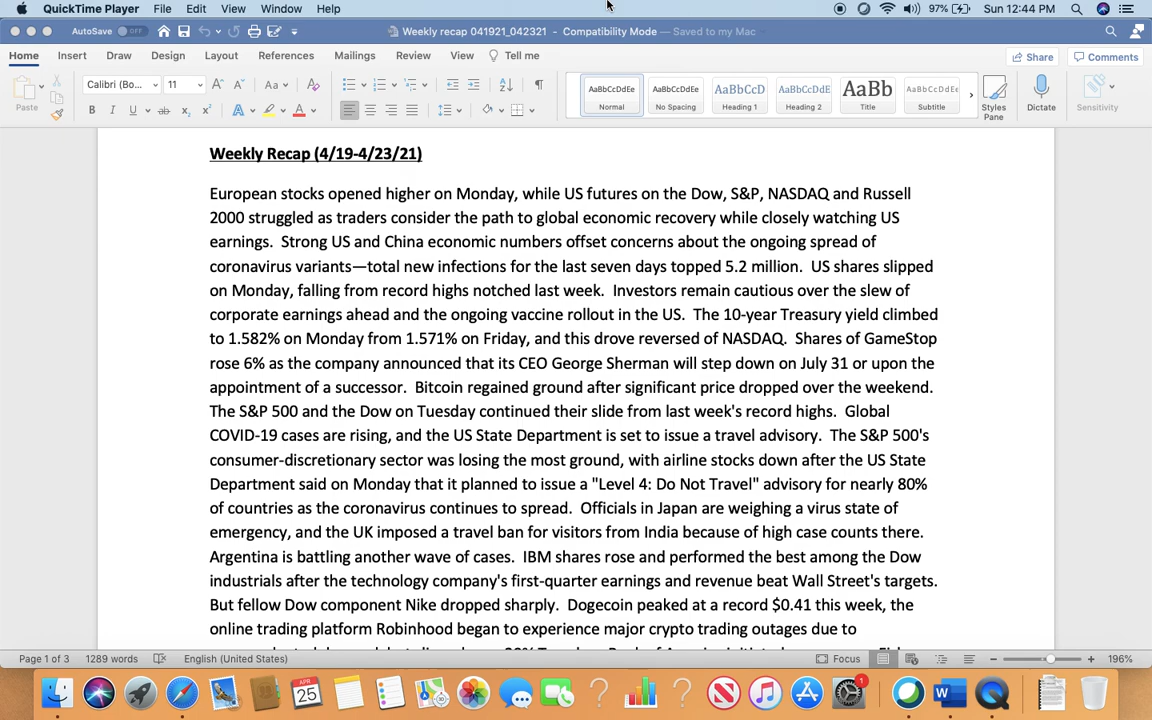 QuickTime Player File Edit View Window Help 97% Sun 12:44 PM
AutoSave OFF Weekly recap 041921_042321 - Compatibility Mode — Saved to my Mac
Home Insert Draw Design Layout References Mailings Review View Tell me Share Comments
Paste Calibri (Bo... 11 AaBbCcDdEe AaBbCcDdEe AaBbCcD AaBbCcDdE AaBb AaBbCcDdEe
Normal No Spacing Heading 1 Heading 2 Title Subtitle Styles Pane Dictate Sensitivity
Weekly Recap (4/19-4/23/21)
European stocks opened higher on Monday, while US futures on the Dow, S&P, NASDAQ and Russell
2000 struggled as traders consider the path to global economic recovery while closely watching US
earnings.  Strong US and China economic numbers offset concerns about the ongoing spread of
coronavirus variants—total new infections for the last seven days topped 5.2 million.  US shares slipped
on Monday, falling from record highs notched last week.  Investors remain cautious over the slew of
corporate earnings ahead and the ongoing vaccine rollout in the US.  The 10-year Treasury yield climbed
to 1.582% on Monday from 1.571% on Friday, and this drove reversed of NASDAQ.  Shares of GameStop
rose 6% as the company announced that its CEO George Sherman will step down on July 31 or upon the
appointment of a successor.  Bitcoin regained ground after significant price dropped over the weekend.
The S&P 500 and the Dow on Tuesday continued their slide from last week's record highs.  Global
COVID-19 cases are rising, and the US State Department is set to issue a travel advisory.  The S&P 500's
consumer-discretionary sector was losing the most ground, with airline stocks down after the US State
Department said on Monday that it planned to issue a "Level 4: Do Not Travel" advisory for nearly 80%
of countries as the coronavirus continues to spread.  Officials in Japan are weighing a virus state of
emergency, and the UK imposed a travel ban for visitors from India because of high case counts there.
Argentina is battling another wave of cases.  IBM shares rose and performed the best among the Dow
industrials after the technology company's first-quarter earnings and revenue beat Wall Street's targets.
But fellow Dow component Nike dropped sharply.  Dogecoin peaked at a record $0.41 this week, the
online trading platform Robinhood began to experience major crypto trading outages due to
Page 1 of 3 1289 words English (United States) Focus 196%
APR 25 1